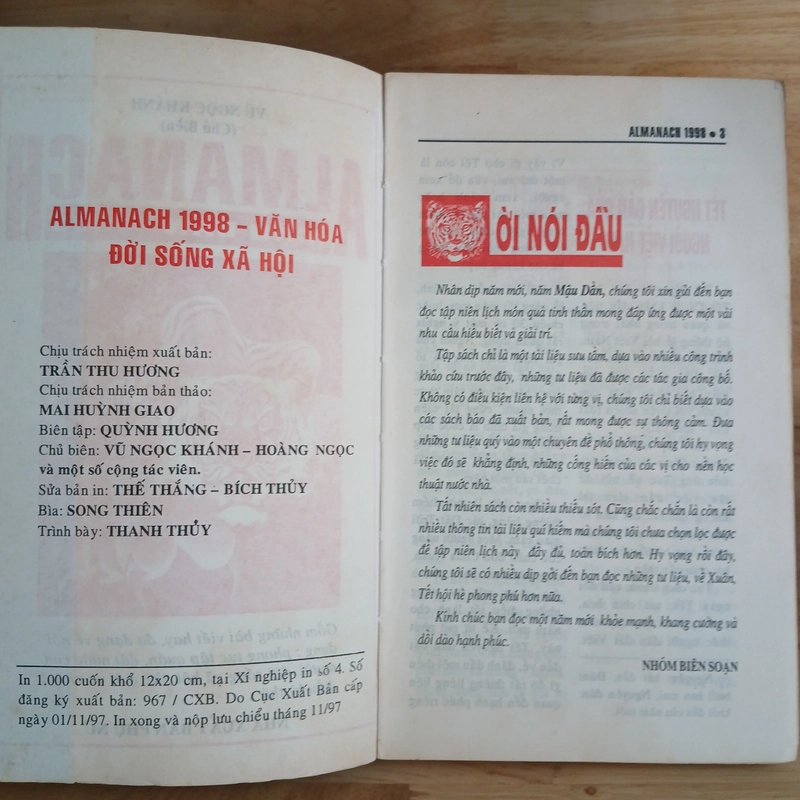 ALMANACH 1998 – VĂN HÓA
ĐỜI SỐNG XÃ HỘI
Chịu trách nhiệm xuất bản:
TRẦN THU HƯƠNG
Chịu trách nhiệm bản thảo:
MAI HUỲNH GIAO
Biên tập: QUỲNH HƯƠNG
Chủ biên: VŨ NGỌC KHÁNH – HOÀNG NGỌC
và một số cộng tác viên.
Sửa bản in: THẾ THẮNG – BÍCH THỦY
Bìa: SONG THIÊN
Trình bày: THANH THỦY
In 1.000 cuốn khổ 12x20 cm, tại Xí nghiệp in số 4. Số
đăng ký xuất bản: 967 / CXB. Do Cục Xuất Bản cấp
ngày 01/11/97. In xong và nộp lưu chiểu tháng 11/97
ALMANACH 1998 • 3
ỜI NÓI ĐẦU
Nhân dịp năm mới, năm Mậu Dần, chúng tôi xin gửi đến bạn
đọc tập niên lịch món quà tinh thần mong đáp ứng được một vài
nhu cầu hiểu biết và giải trí.
Tập sách chỉ là một tài liệu sưu tầm, dựa vào nhiều công trình
khảo cứu trước đây, những tư liệu đã được các tác gia công bố.
Không có điều kiện liên hệ với từng vị, chúng tôi chỉ biết dựa vào
các sách báo đã xuất bản, rất mong được sự thông cảm. Đưa
những tư liệu quý vào một chuyên đề phổ thông, chúng tôi hy vọng
việc đó sẽ khẳng định, những cống hiến của các vị cho nền học
thuật nước nhà.
Tất nhiên sách còn nhiều thiếu sót. Cũng chắc chắn là còn rất
nhiều thông tin tài liệu quí hiếm mà chúng tôi chưa chọn lọc được
để tập niên lịch này đầy đủ, toàn bích hơn. Hy vọng rồi đây,
chúng tôi sẽ có nhiều dịp gởi đến bạn đọc những tư liệu, về Xuân,
Tết hội hè phong phú hơn nữa.
Kính chúc bạn đọc một năm mới khỏe mạnh, khang cường và
dồi dào hạnh phúc.
NHÓM BIÊN SOẠN